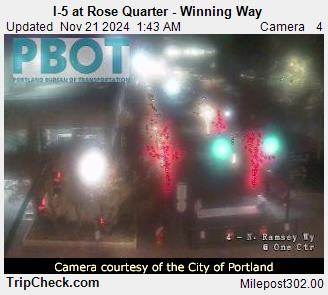 I-5 at Rose Quarter - Winning Way
Updated Nov 21 2024 1:43 AM Camera 4
PBOT
PORTLAND BUREAU OF TRANSPORTATION
4 - N. Ramsey Wy
@ One Ctr
Camera courtesy of the City of Portland
TripCheck.com Milepost302.00